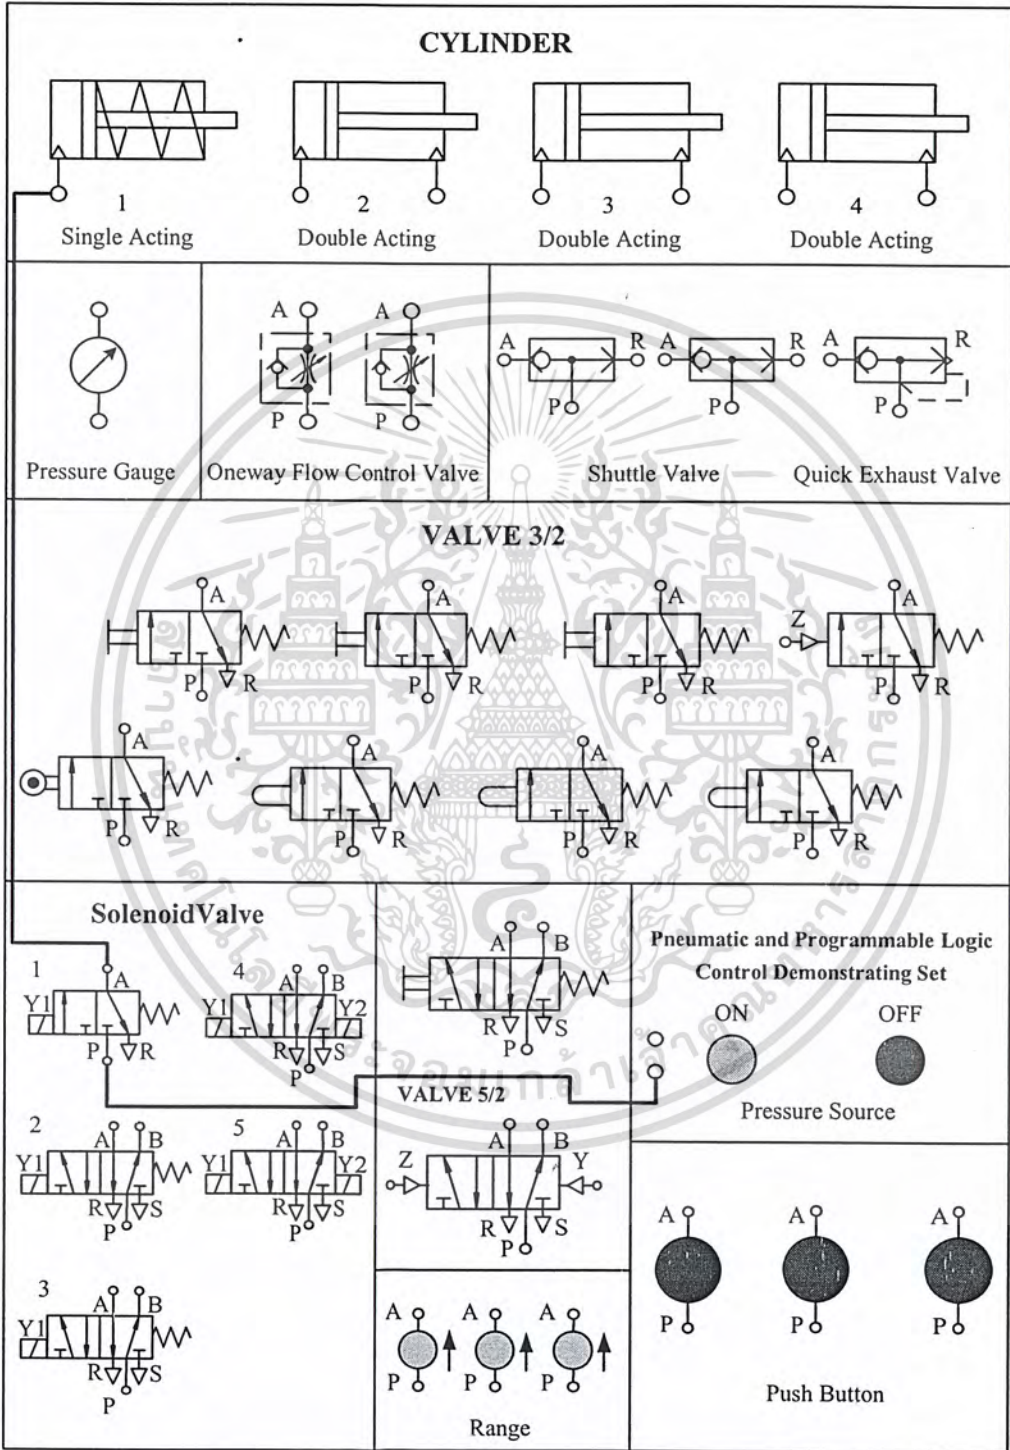 CYLINDER
1 2 3 4
Single Acting Double Acting Double Acting Double Acting
A A A R A R A R
P P P P P
Pressure Gauge Oneway Flow Control Valve Shuttle Valve Quick Exhaust Valve
VALVE 3/2
A A A Z A
P R P R P R P R
A A A A
P R P R P R P R
SolenoidValve
1 A
Y1
P R
4 A B
Y1 Y2
R S
P
2 A B
Y1
R S
P
5 A B
Y1 Y2
R S
P
3 A B
Y1
R S
P
A B
R S
P
VALVE 5/2
A B
Z Y
R S
P
A A A
P P P
Range
Pneumatic and Programmable Logic
Control Demonstrating Set
ON OFF
Pressure Source
A A A
P P P
Push Button